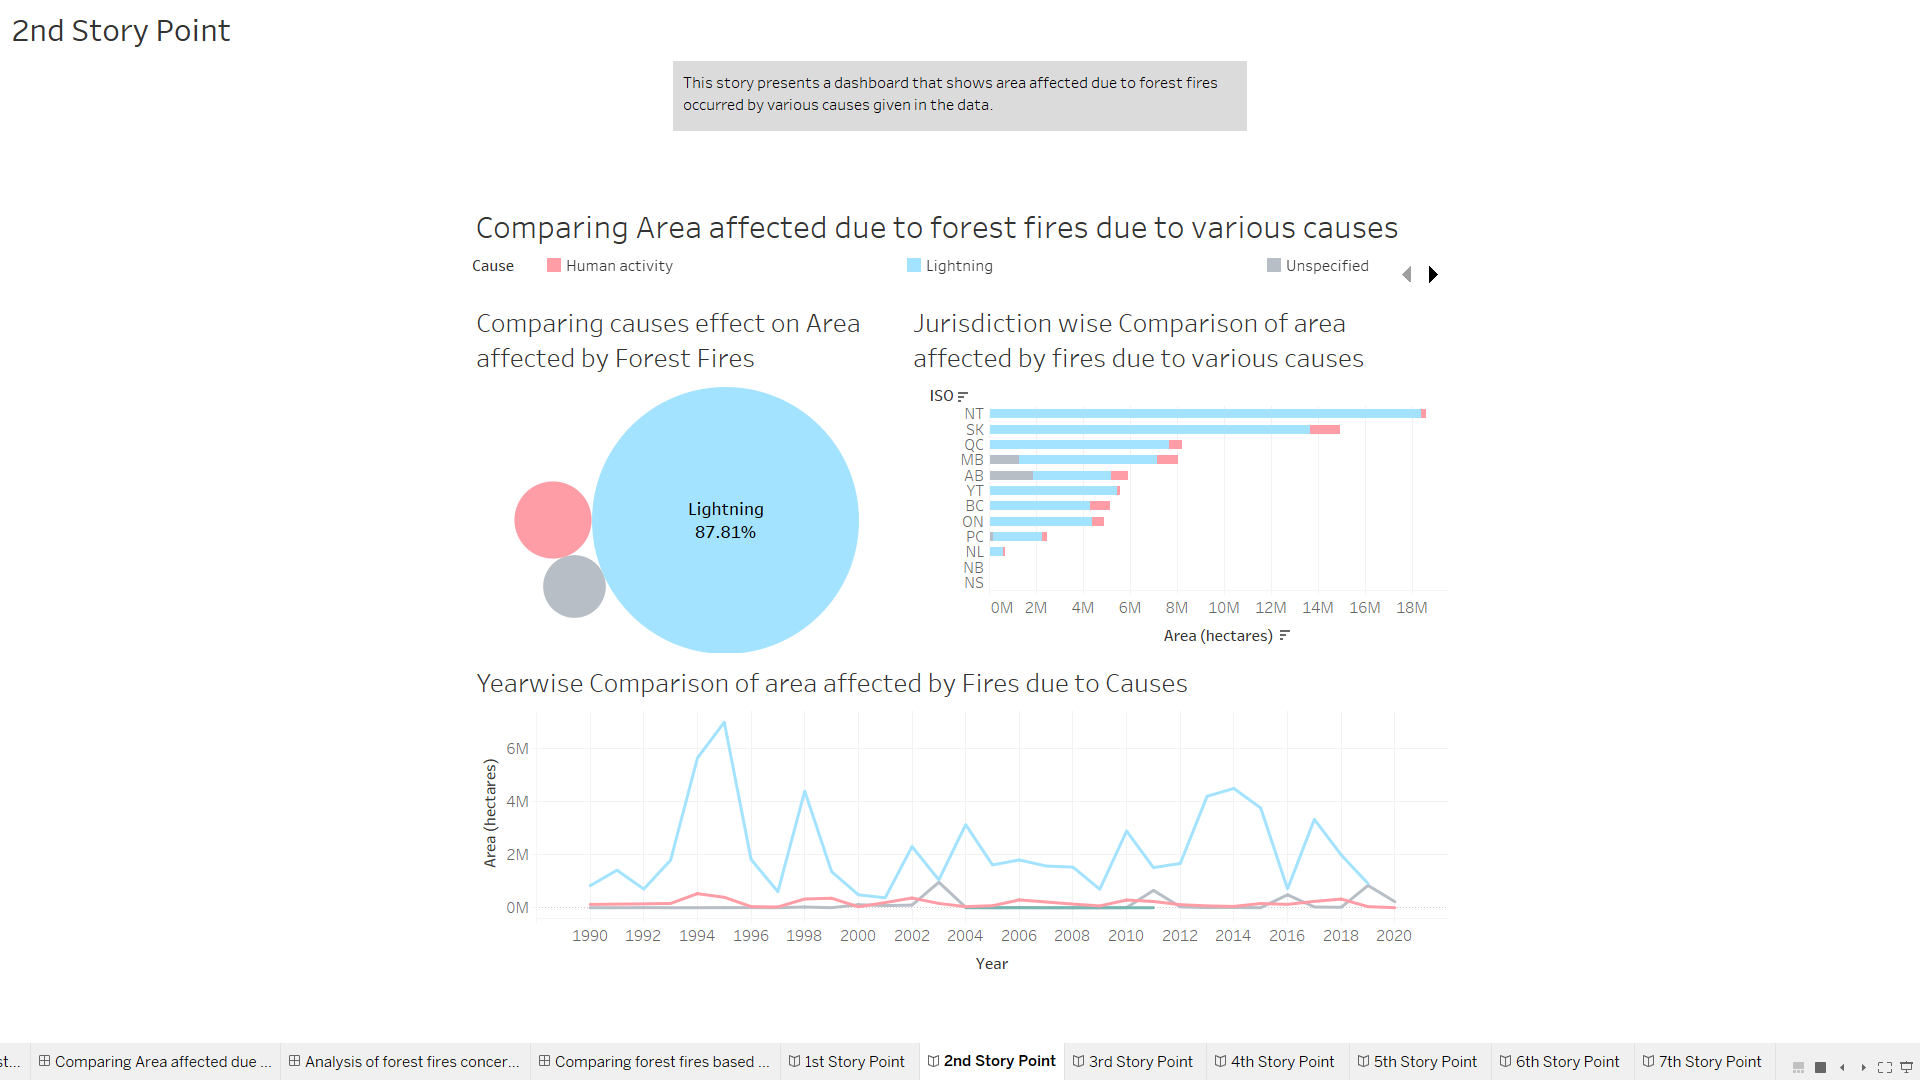 2nd Story Point
This story presents a dashboard that shows area affected due to forest fires
occurred by various causes given in the data.
Comparing Area affected due to forest fires due to various causes
Cause Human activity Lightning Unspecified
Comparing causes effect on Area
affected by Forest Fires
Lightning
87.81%
Jurisdiction wise Comparison of area
affected by fires due to various causes
ISO
NT
SK
QC
MB
AB
YT
BC
ON
PC
NL
NB
NS
0M 2M 4M 6M 8M 10M 12M 14M 16M 18M
Area (hectares)
Yearwise Comparison of area affected by Fires due to Causes
Area (hectares)
6M
4M
2M
0M
1990 1992 1994 1996 1998 2000 2002 2004 2006 2008 2010 2012 2014 2016 2018 2020
Year
st... Comparing Area affected due ... Analysis of forest fires concer... Comparing forest fires based ... 1st Story Point 2nd Story Point 3rd Story Point 4th Story Point 5th Story Point 6th Story Point 7th Story Point